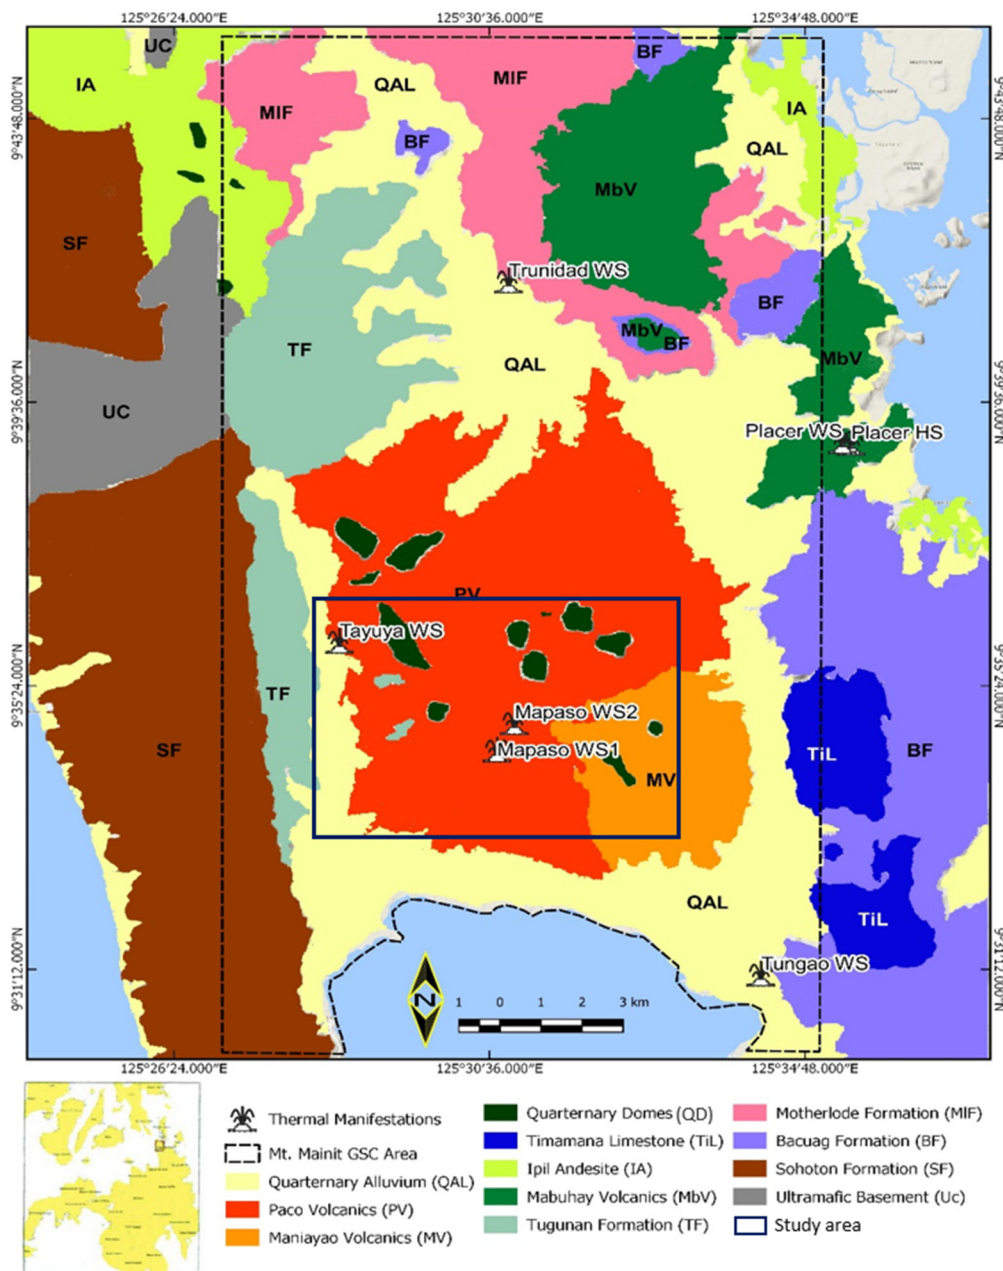 125°26'24.000"E
125°30'36.000"E
125°34'48.000"E
UC
BF
IA
QAL
MIF
MIF
IA
9°43'48.000"N
9°43'48.000"N
BF
QAL
MbV
SF
Trunidad WS
BF
MbV
BF
TF
QAL
MbV
9°39'36.000"N
9°39'36.000"N
UC
Placer WS
Placer HS
PV
Tayuya WS
9°35'24.000"N
9°35'24.000"N
TF
Mapaso WS2
SF
Mapaso WS1
TiL
BF
MV
QAL
TiL
Tungao WS
9°31'12.000"N
9°31'12.000"N
N
1 0 1 2 3 km
125°26'24.000"E
125°30'36.000"E
125°34'48.000"E
Thermal Manifestations
Mt. Mainit GSC Area
Quarternary Alluvium (QAL)
Paco Volcanics (PV)
Maniayao Volcanics (MV)
Quarternary Domes (QD)
Timamana Limestone (TiL)
Ipil Andesite (IA)
Mabuhay Volcanics (MbV)
Tugunan Formation (TF)
Motherlode Formation (MIF)
Bacuag Formation (BF)
Sohoton Formation (SF)
Ultramafic Basement (Uc)
Study area